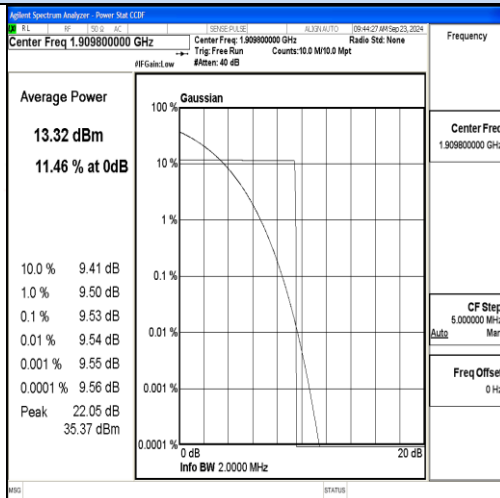 Agilent Spectrum Analyzer - Power Stat CCDF
RL RF 50 Ω AC SENSE:PULSE ALIGN AUTO 09:44:27 AM Sep 23, 2024
Center Freq 1.909800000 GHz
Center Freq: 1.909800000 GHz Radio Std: None
Trig: Free Run Counts:10.0 M/10.0 Mpt
#IFGain:Low #Atten: 40 dB
Frequency
Average Power
13.32 dBm
11.46 % at 0dB
10.0 % 9.41 dB
1.0 % 9.50 dB
0.1 % 9.53 dB
0.01 % 9.54 dB
0.001 % 9.55 dB
0.0001 % 9.56 dB
Peak 22.05 dB
35.37 dBm
Gaussian
100 %
10 %
1 %
0.1 %
0.01 %
0.001 %
0.0001 %
0 dB 20 dB
Info BW 2.0000 MHz
Center Freq
1.909800000 GHz
CF Step
5.000000 MHz
Auto Man
Freq Offset
0 Hz
MSG STATUS